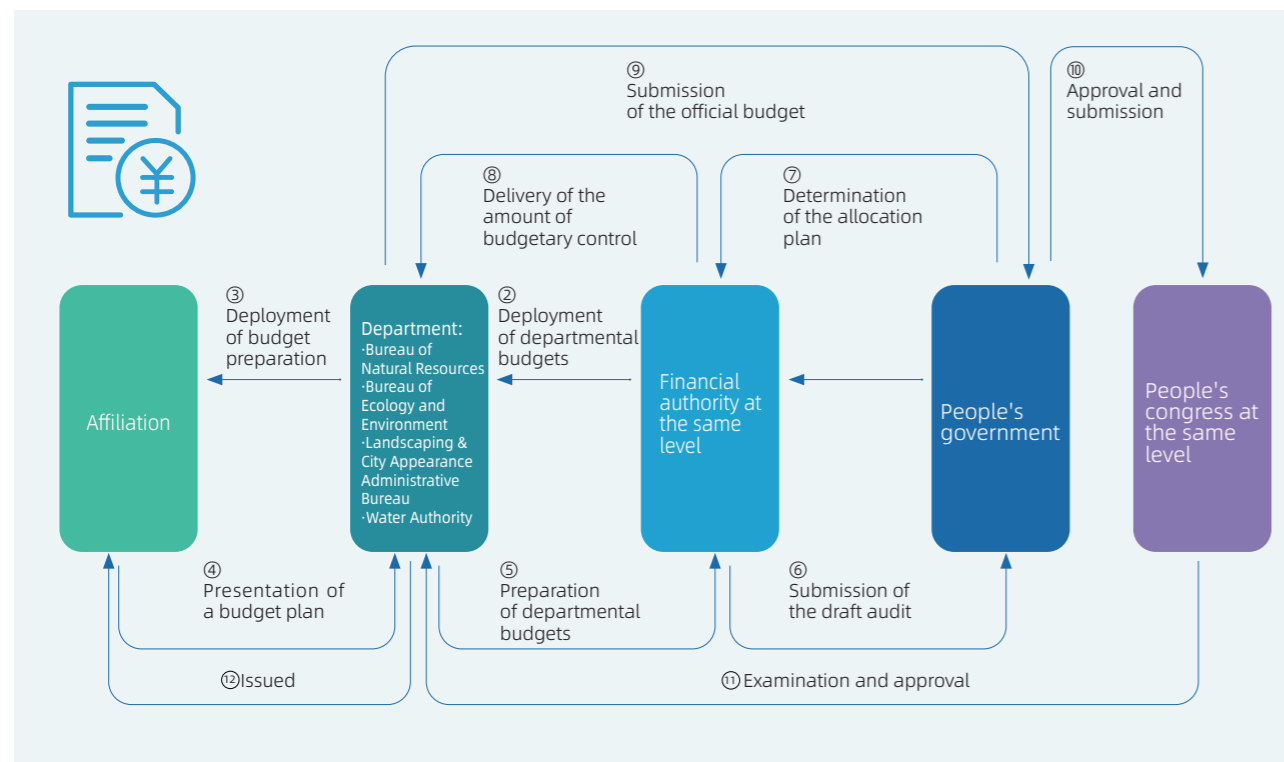 ⑨
Submission
of the official budget
⑩
Approval and
submission
⑧
Delivery of the
amount of
budgetary control
⑦
Determination
of the allocation
plan
③
Deployment
of budget
preparation
②
Deployment
of departmental
budgets
Affiliation
Department:
·Bureau of
Natural Resources
·Bureau of
Ecology and
Environment
·Landscaping &
City Appearance
Administrative
Bureau
·Water Authority
Financial
authority at
the same
level
People's
government
People's
congress at
the same
level
④
Presentation of
a budget plan
⑤
Preparation
of departmental
budgets
⑥
Submission of
the draft audit
⑫Issued
⑪Examination and approval
¥